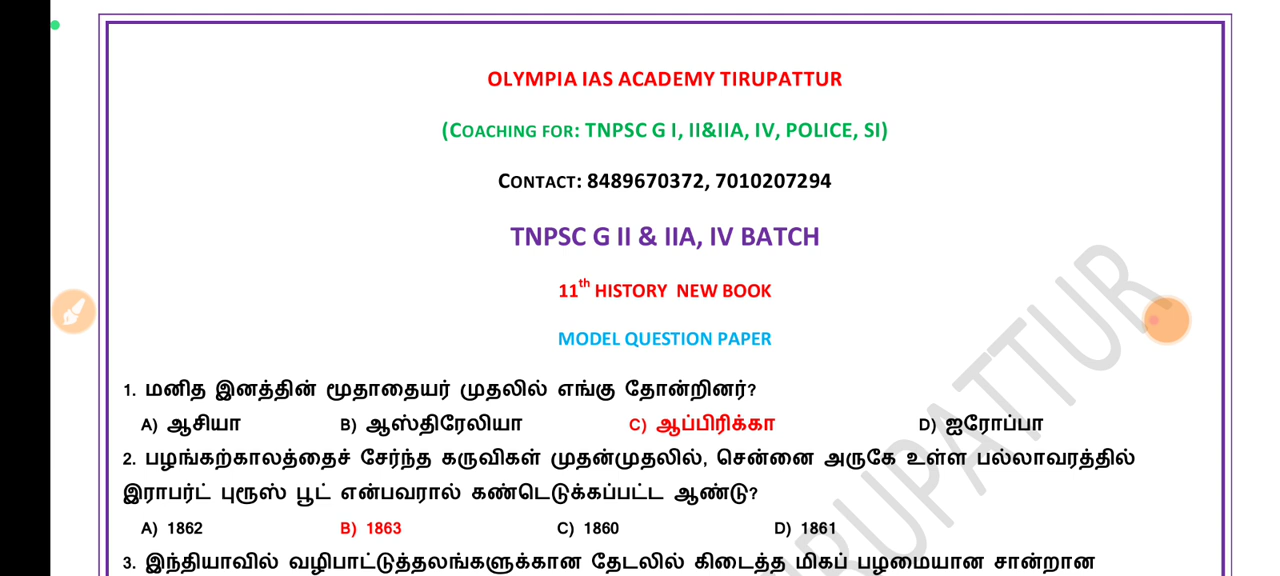 OLYMPIA IAS ACADEMY TIRUPATTUR
(COACHING FOR: TNPSC G I, II&IIA, IV, POLICE, SI)
CONTACT: 8489670372, 7010207294
TNPSC G II & IIA, IV BATCH
11th HISTORY NEW BOOK
MODEL QUESTION PAPER
1. மனித இனத்தின் மூதாதையர் முதலில் எங்கு தோன்றினர்?
A) ஆசியா B) ஆஸ்திரேலியா C) ஆப்பிரிக்கா D) ஐரோப்பா
2. பழங்கற்காலத்தைச் சேர்ந்த கருவிகள் முதன்முதலில், சென்னை அருகே உள்ள பல்லாவரத்தில்
இராபர்ட் புரூஸ் பூட் என்பவரால் கண்டெடுக்கப்பட்ட ஆண்டு?
A) 1862 B) 1863 C) 1860 D) 1861
3. இந்தியாவில் வழிபாட்டுத்தலங்களுக்கான தேடலில் கிடைத்த மிகப் பழமையான சான்றான
RUPATTUR